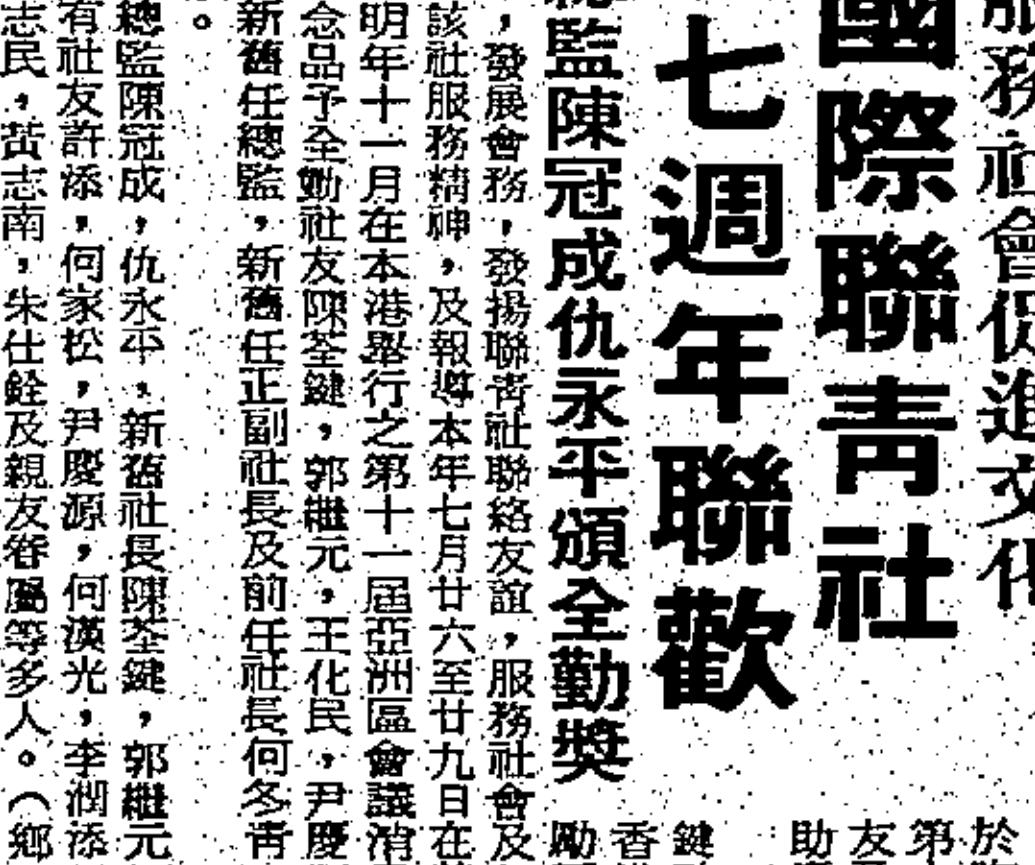 服務社會促進文化
國際聯青社
七週年聯歡
總監陳冠成仇永平頒全勤獎
於
第
友
助
鍵
香
勵
，發展會務，發揚聯青社聯絡友誼，服務社會及
該社服務精神，及報導本年七月廿六至廿九日在
明年十一月在本港舉行之第十一屆亞洲區會議消
念品予全勤社友陳荃鍵，郭繼元，王化民，尹慶
新舊任總監，新舊任正副社長及前任社長何冬青
。
總監陳冠成，仇永平，新舊社長陳荃鍵，郭繼元
有社友許添，何家松，尹慶源，何漢光，李潤添
志民，黃志南，朱仕銓及親友眷屬等多人。（鄉